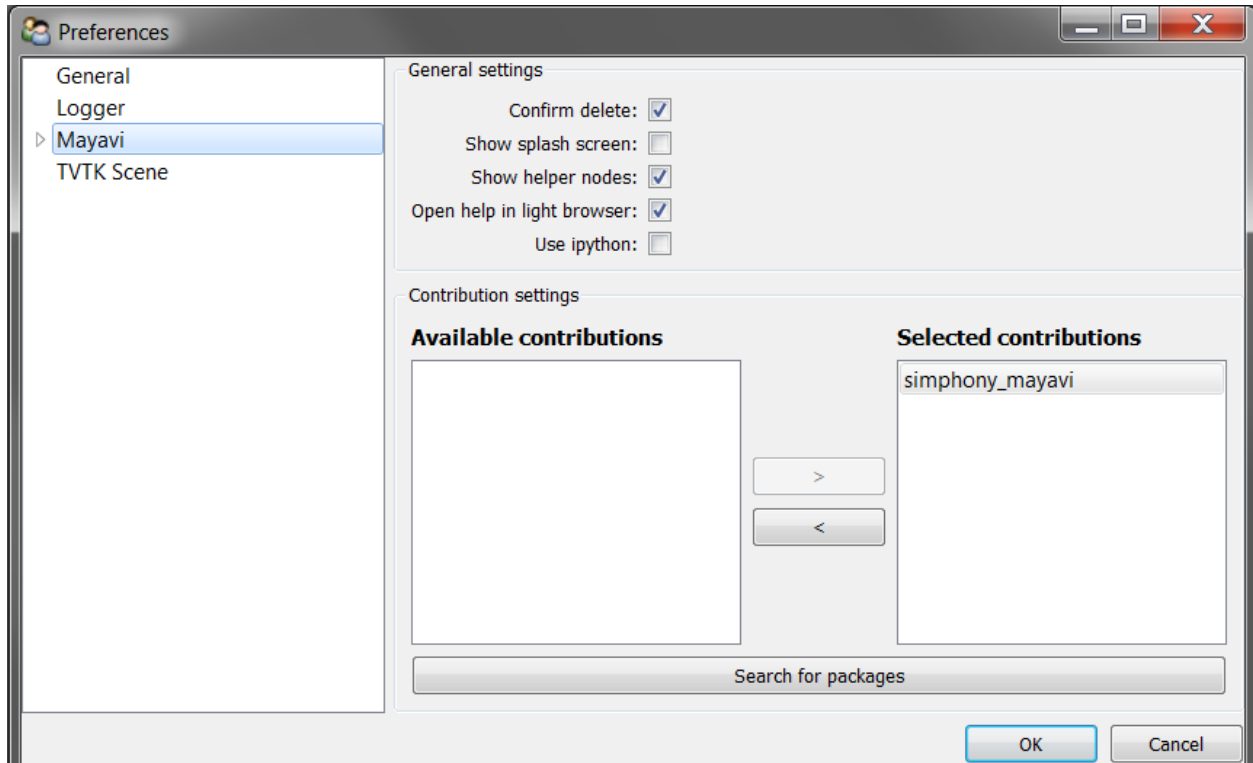 Preferences
General
Logger
Mayavi
TVTK Scene
General settings
Confirm delete:
Show splash screen:
Show helper nodes:
Open help in light browser:
Use ipython:
Contribution settings
Available contributions
Selected contributions
simphony_mayavi
>
<
Search for packages
OK
Cancel